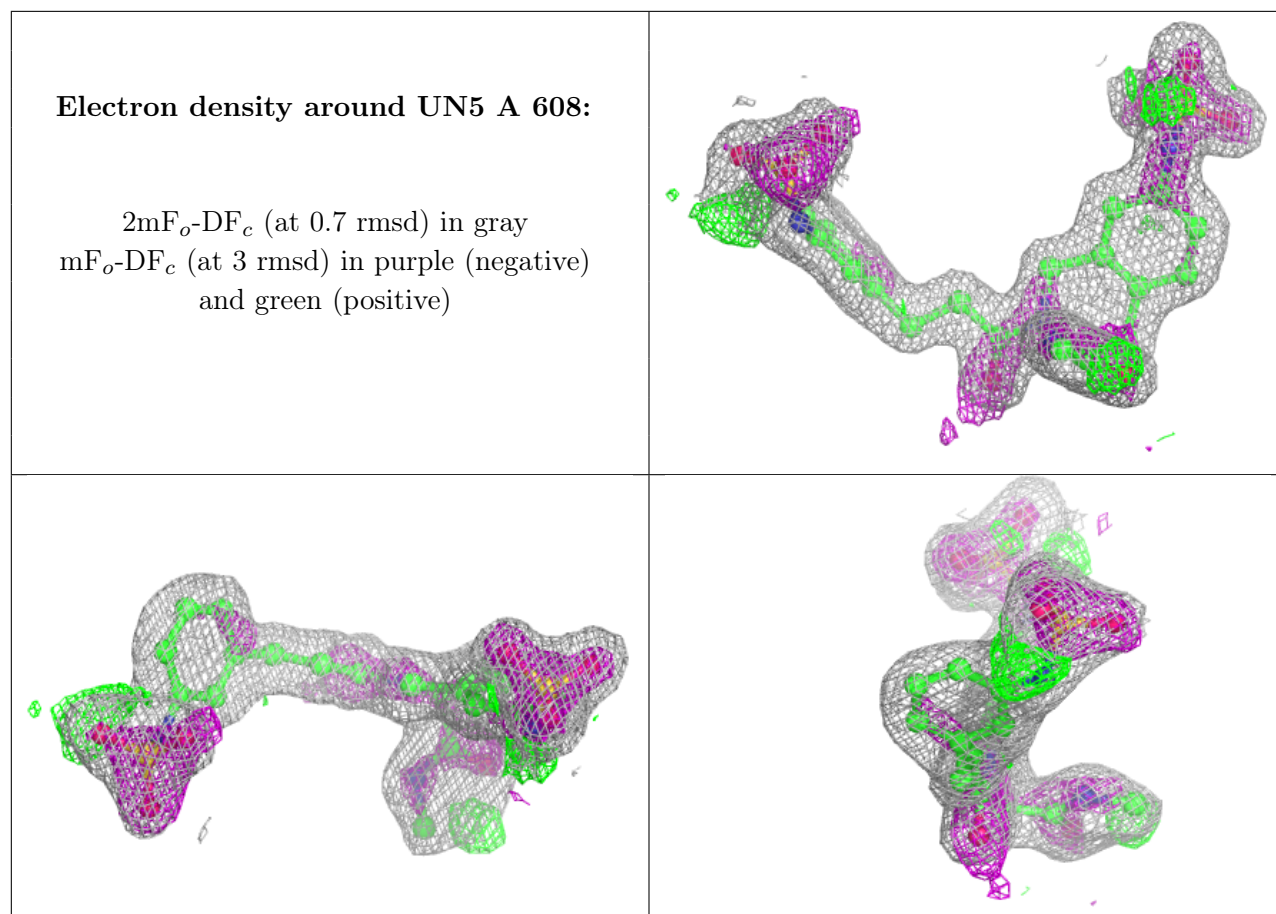 Electron density around UN5 A 608:
2mFo-DFc (at 0.7 rmsd) in gray
mFo-DFc (at 3 rmsd) in purple (negative)
and green (positive)